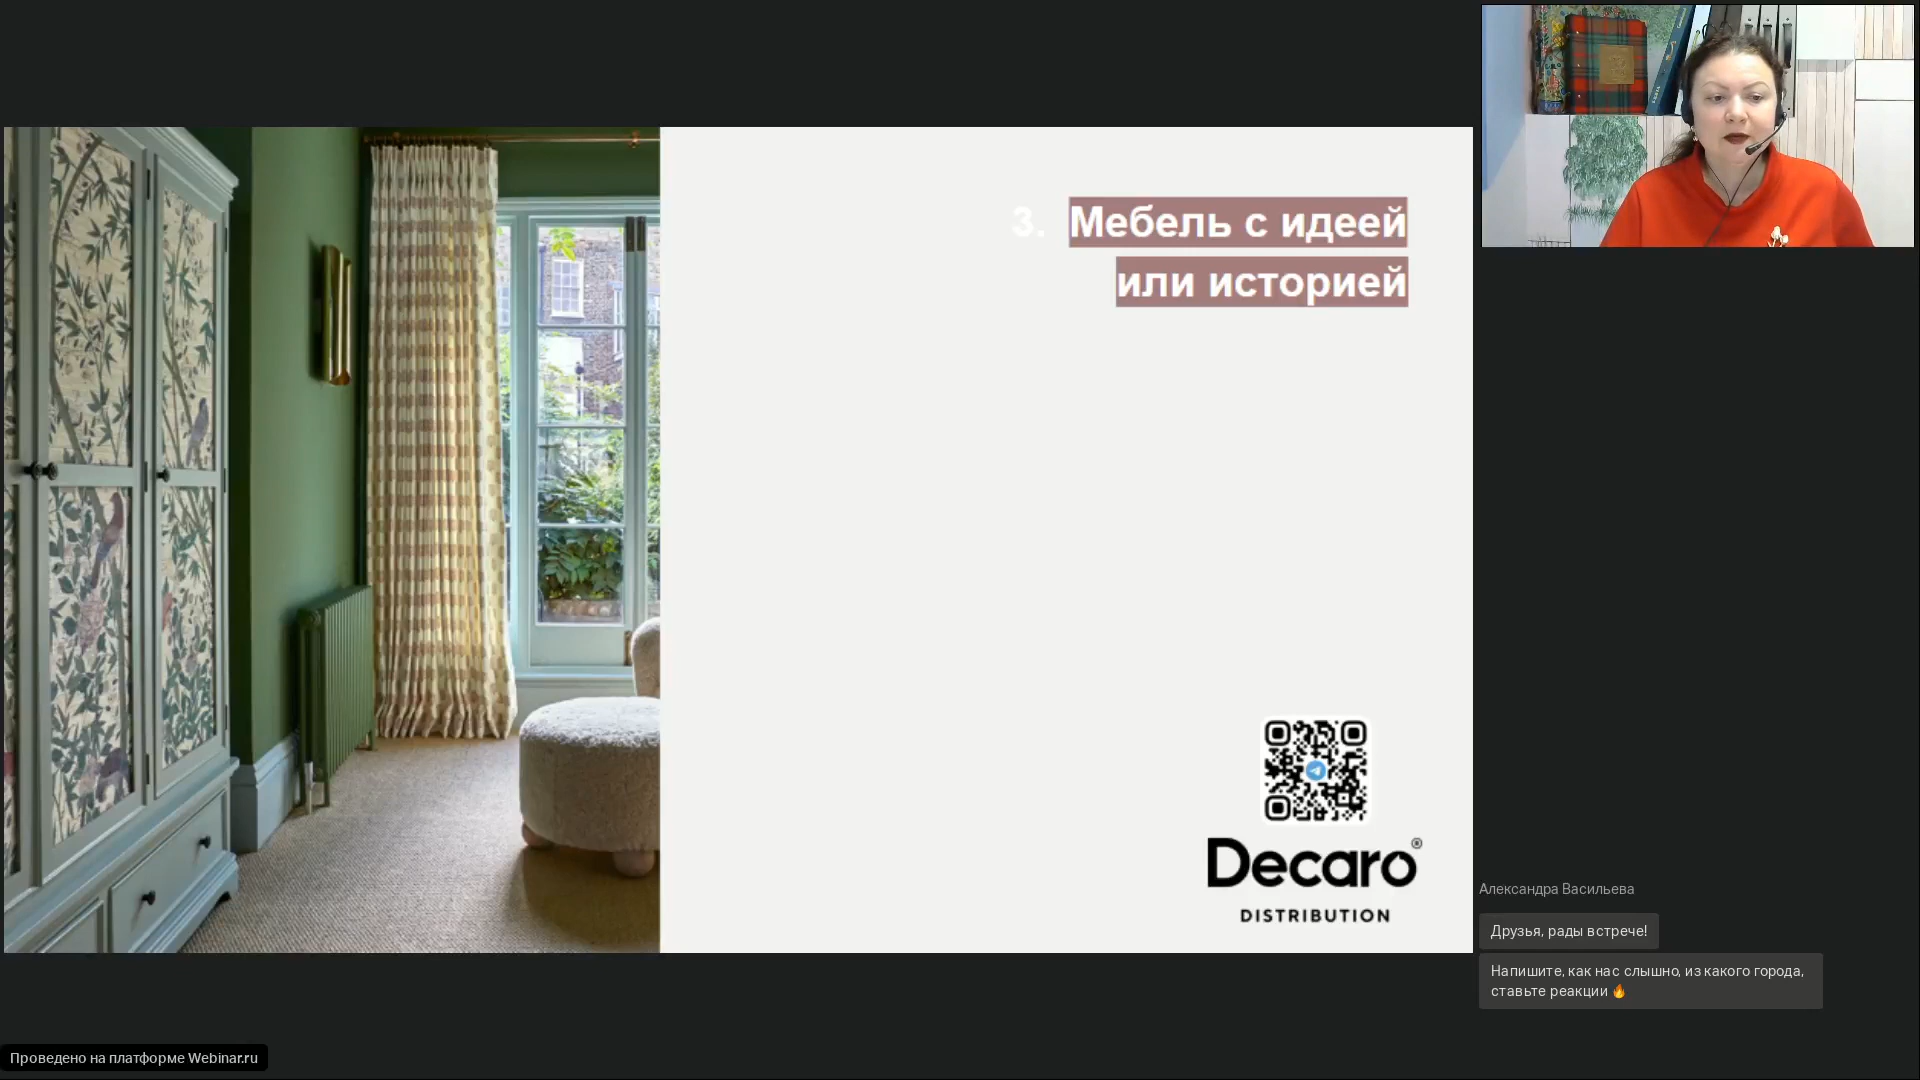 3. Мебель с идеей
или историей
Decaro®
DISTRIBUTION
Александра Васильева
Друзья, рады встрече!
Напишите, как нас слышно, из какого города,
ставьте реакции 🔥
Проведено на платформе Webinar.ru